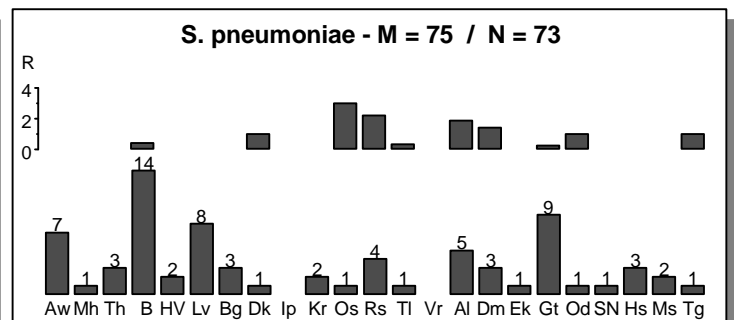 S. pneumoniae - M = 75 / N = 73
R
4
2
0
7 1 3 14 2 8 3 1 2 1 4 1 5 3 1 9 1 1 3 2 1
Aw Mh Th B HV Lv Bg Dk Ip Kr Os Rs Tl Vr Al Dm Ek Gt Od SN Hs Ms Tg